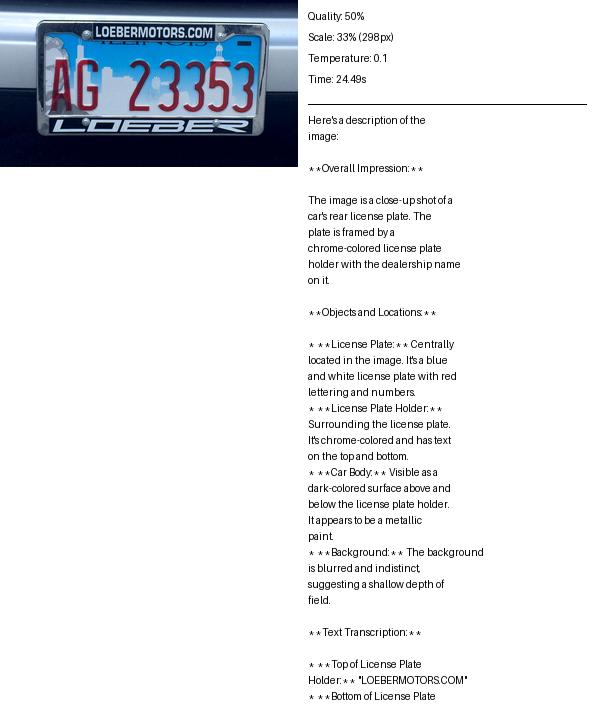 LOEBERMOTORS.COM
ILLINOIS
AG 23353
LOEBER
Quality: 50%
Scale: 33% (298px)
Temperature: 0.1
Time: 24.49s
Here's a description of the
image:
**Overall Impression:**
The image is a close-up shot of a
car's rear license plate. The
plate is framed by a
chrome-colored license plate
holder with the dealership name
on it.
**Objects and Locations:**
* **License Plate:** Centrally
located in the image. It's a blue
and white license plate with red
lettering and numbers.
* **License Plate Holder:**
Surrounding the license plate.
It's chrome-colored and has text
on the top and bottom.
* **Car Body:** Visible as a
dark-colored surface above and
below the license plate holder.
It appears to be a metallic
paint.
* **Background:** The background
is blurred and indistinct,
suggesting a shallow depth of
field.
**Text Transcription:**
* **Top of License Plate
Holder:** "LOEBERMOTORS.COM"
* **Bottom of License Plate